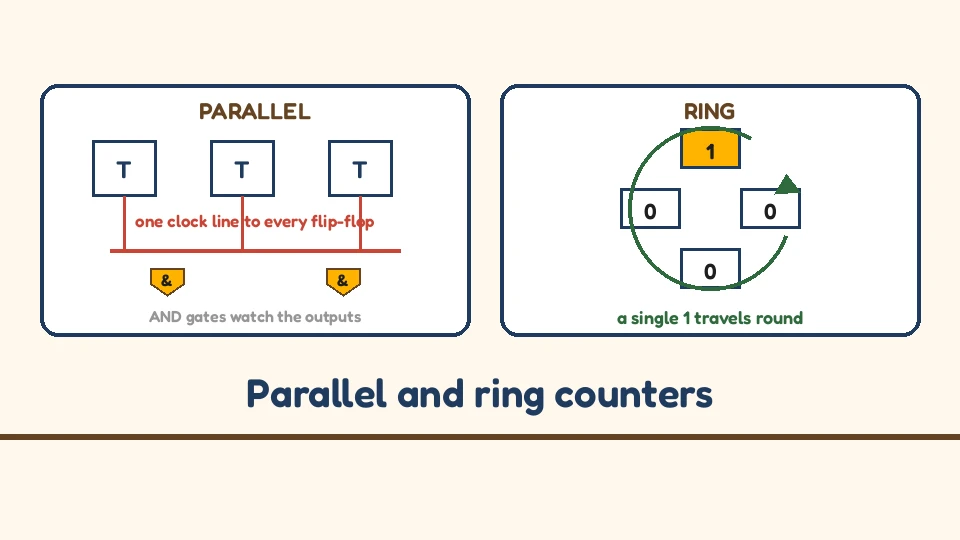 PARALLEL
T T T
one clock line to every flip-flop
& &
AND gates watch the outputs
RING
1
0 0
0
a single 1 travels round
Parallel and ring counters